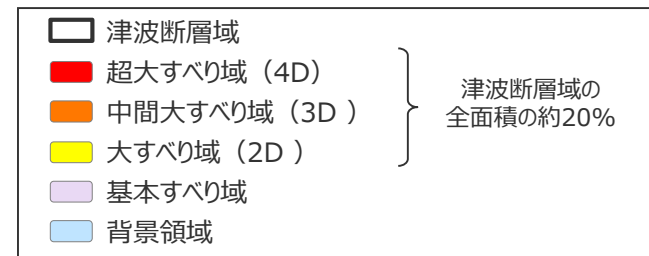 津波断層域
超大すべり域（4D）
中間大すべり域（3D ）
大すべり域（2D ）
基本すべり域
背景領域
津波断層域の
全面積の約20%